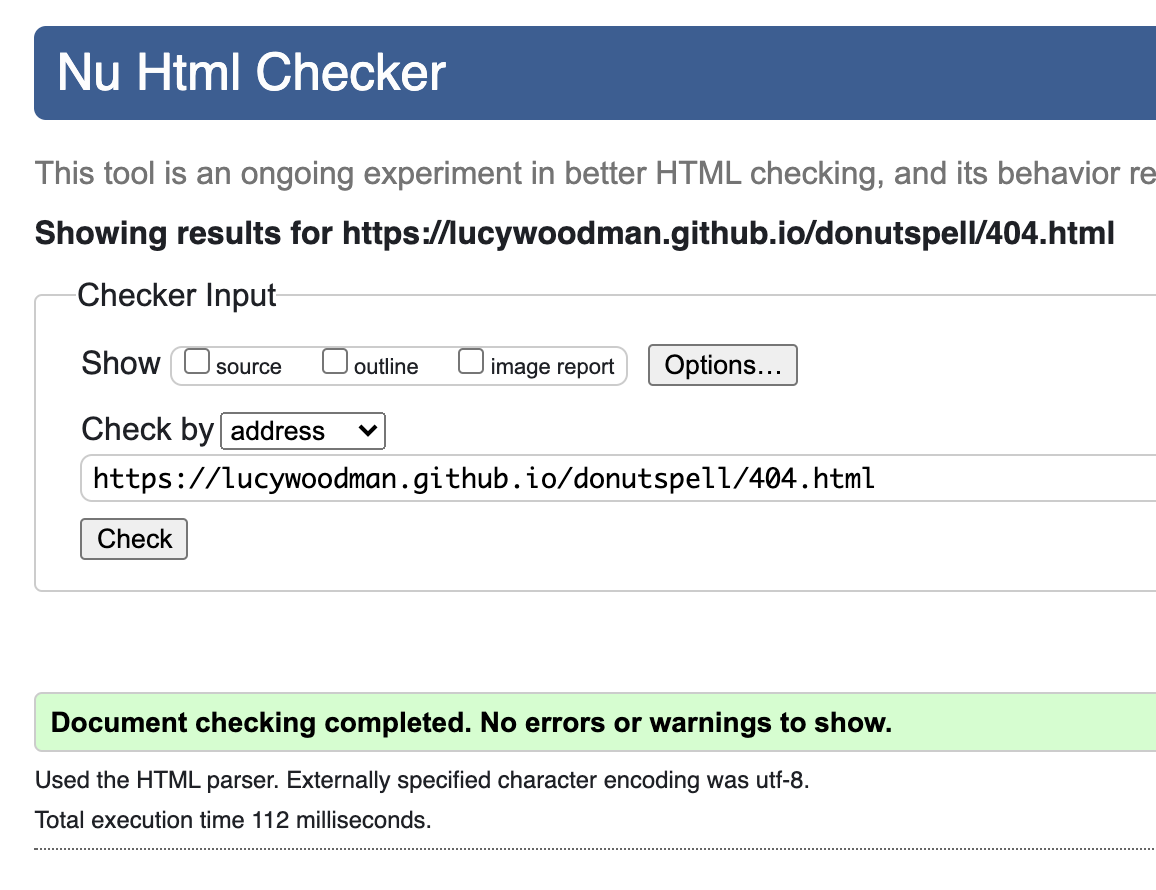 Nu Html Checker
This tool is an ongoing experiment in better HTML checking, and its behavior re
Showing results for https://lucywoodman.github.io/donutspell/404.html
Checker Input
Show source outline image report Options…
Check by address
https://lucywoodman.github.io/donutspell/404.html
Check
Document checking completed. No errors or warnings to show.
Used the HTML parser. Externally specified character encoding was utf-8.
Total execution time 112 milliseconds.